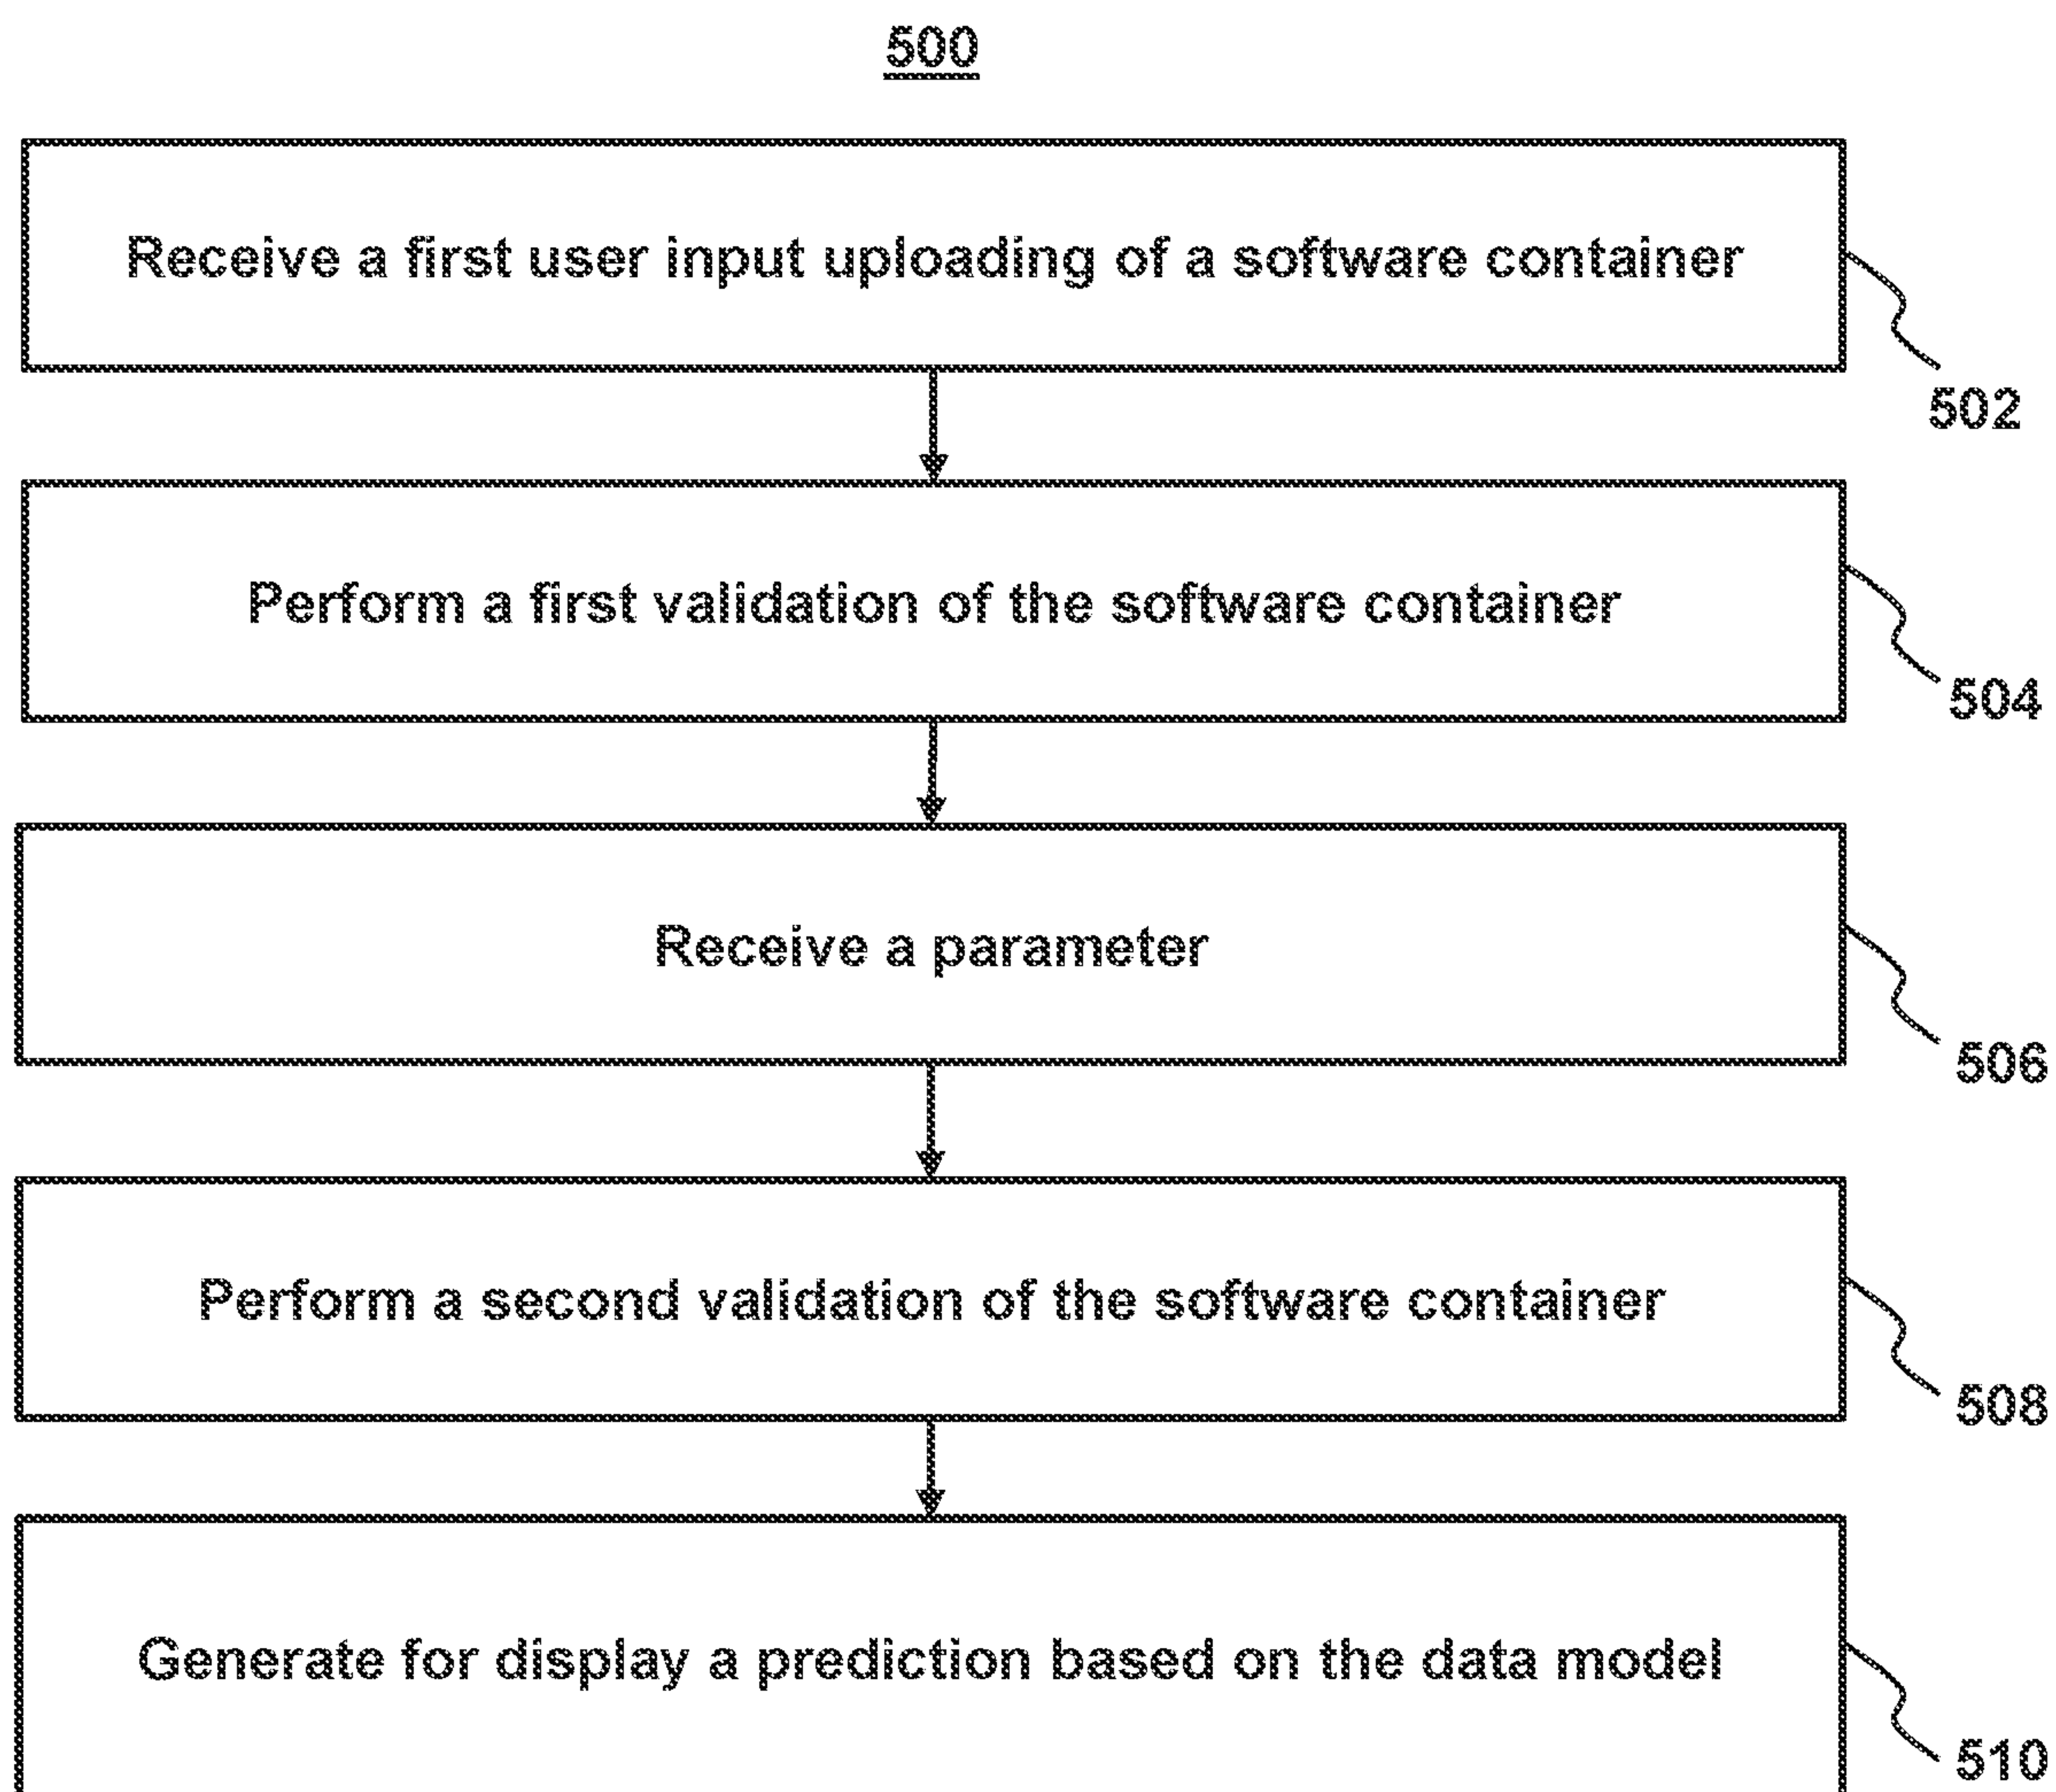 500
Receive a first user input uploading of a software container
502
Perform a first validation of the software container
504
Receive a parameter
506
Perform a second validation of the software container
508
Generate for display a prediction based on the data model
510